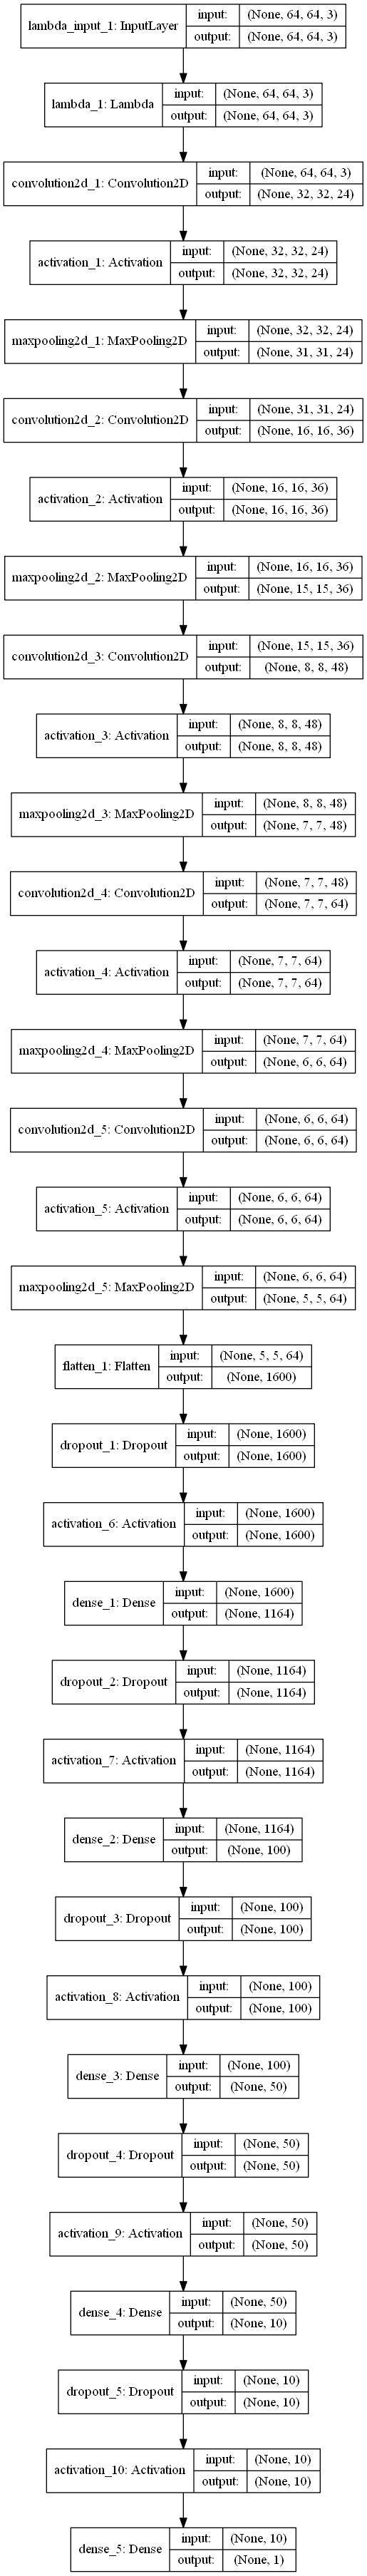 lambda_input_1: InputLayer
input: (None, 64, 64, 3)
output: (None, 64, 64, 3)
lambda_1: Lambda
input: (None, 64, 64, 3)
output: (None, 64, 64, 3)
convolution2d_1: Convolution2D
input: (None, 64, 64, 3)
output: (None, 32, 32, 24)
activation_1: Activation
input: (None, 32, 32, 24)
output: (None, 32, 32, 24)
maxpooling2d_1: MaxPooling2D
input: (None, 32, 32, 24)
output: (None, 31, 31, 24)
convolution2d_2: Convolution2D
input: (None, 31, 31, 24)
output: (None, 16, 16, 36)
activation_2: Activation
input: (None, 16, 16, 36)
output: (None, 16, 16, 36)
maxpooling2d_2: MaxPooling2D
input: (None, 16, 16, 36)
output: (None, 15, 15, 36)
convolution2d_3: Convolution2D
input: (None, 15, 15, 36)
output: (None, 8, 8, 48)
activation_3: Activation
input: (None, 8, 8, 48)
output: (None, 8, 8, 48)
maxpooling2d_3: MaxPooling2D
input: (None, 8, 8, 48)
output: (None, 7, 7, 48)
convolution2d_4: Convolution2D
input: (None, 7, 7, 48)
output: (None, 7, 7, 64)
activation_4: Activation
input: (None, 7, 7, 64)
output: (None, 7, 7, 64)
maxpooling2d_4: MaxPooling2D
input: (None, 7, 7, 64)
output: (None, 6, 6, 64)
convolution2d_5: Convolution2D
input: (None, 6, 6, 64)
output: (None, 6, 6, 64)
activation_5: Activation
input: (None, 6, 6, 64)
output: (None, 6, 6, 64)
maxpooling2d_5: MaxPooling2D
input: (None, 6, 6, 64)
output: (None, 5, 5, 64)
flatten_1: Flatten
input: (None, 5, 5, 64)
output: (None, 1600)
dropout_1: Dropout
input: (None, 1600)
output: (None, 1600)
activation_6: Activation
input: (None, 1600)
output: (None, 1600)
dense_1: Dense
input: (None, 1600)
output: (None, 1164)
dropout_2: Dropout
input: (None, 1164)
output: (None, 1164)
activation_7: Activation
input: (None, 1164)
output: (None, 1164)
dense_2: Dense
input: (None, 1164)
output: (None, 100)
dropout_3: Dropout
input: (None, 100)
output: (None, 100)
activation_8: Activation
input: (None, 100)
output: (None, 100)
dense_3: Dense
input: (None, 100)
output: (None, 50)
dropout_4: Dropout
input: (None, 50)
output: (None, 50)
activation_9: Activation
input: (None, 50)
output: (None, 50)
dense_4: Dense
input: (None, 50)
output: (None, 10)
dropout_5: Dropout
input: (None, 10)
output: (None, 10)
activation_10: Activation
input: (None, 10)
output: (None, 10)
dense_5: Dense
input: (None, 10)
output: (None, 1)